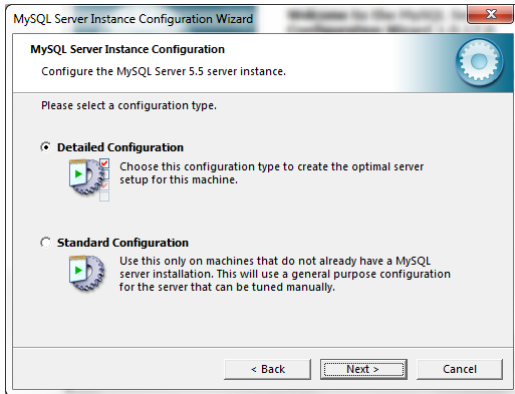 MySQL Server Instance Configuration Wizard
MySQL Server Instance Configuration
Configure the MySQL Server 5.5 server instance.
Please select a configuration type.
Detailed Configuration
Choose this configuration type to create the optimal server
setup for this machine.
Standard Configuration
Use this only on machines that do not already have a MySQL
server installation. This will use a general purpose configuration
for the server that can be tuned manually.
< Back
Next >
Cancel